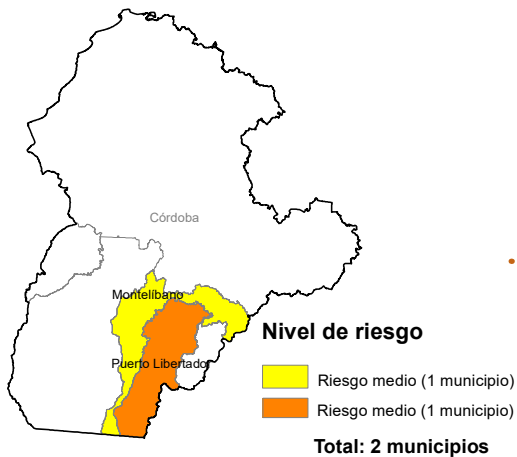 Córdoba
Montelíbano
Puerto Libertador
Nivel de riesgo
Riesgo medio (1 municipio)
Riesgo medio (1 municipio)
Total: 2 municipios